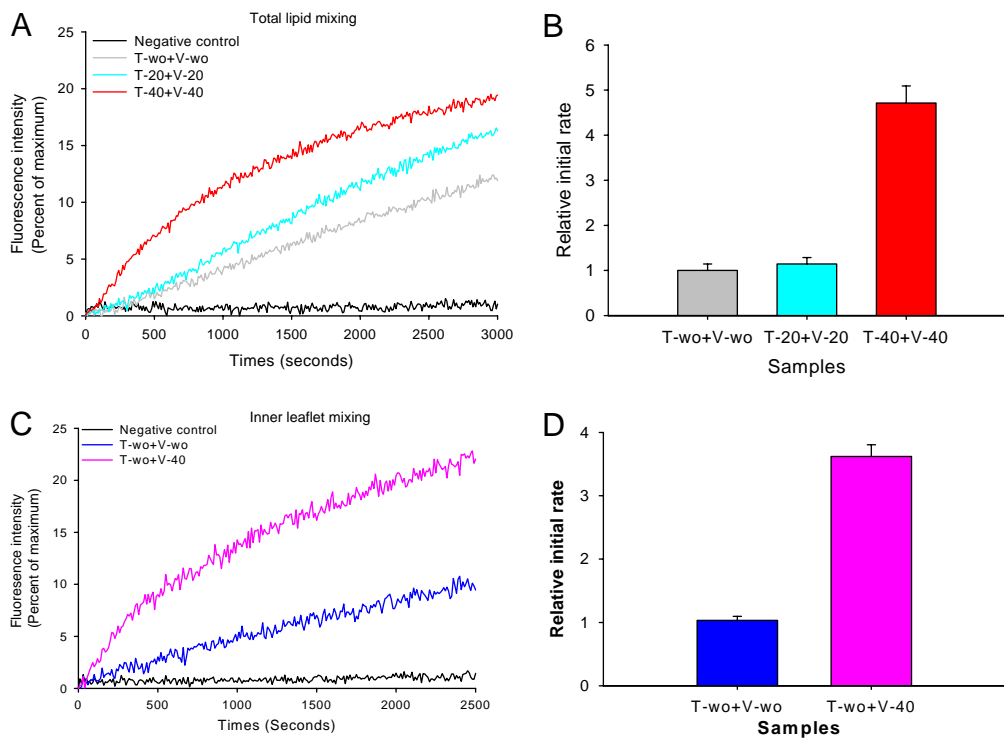 A
Total lipid mixing
Negative control
T-wo+V-wo
T-20+V-20
T-40+V-40
Fluorescence intensity
(Percent of maximum)
25
20
15
10
5
0
0 500 1000 1500 2000 2500 3000
Times (seconds)
B
Relative initial rate
6
5
4
3
2
1
0
T-wo+V-wo T-20+V-20 T-40+V-40
Samples
C
Inner leaflet mixing
Negative control
T-wo+V-wo
T-wo+V-40
Fluoresence intensity
(Percent of maximum)
25
20
15
10
5
0
0 500 1000 1500 2000 2500
Times (Seconds)
D
Relative initial rate
4
3
2
1
0
T-wo+V-wo T-wo+V-40
Samples